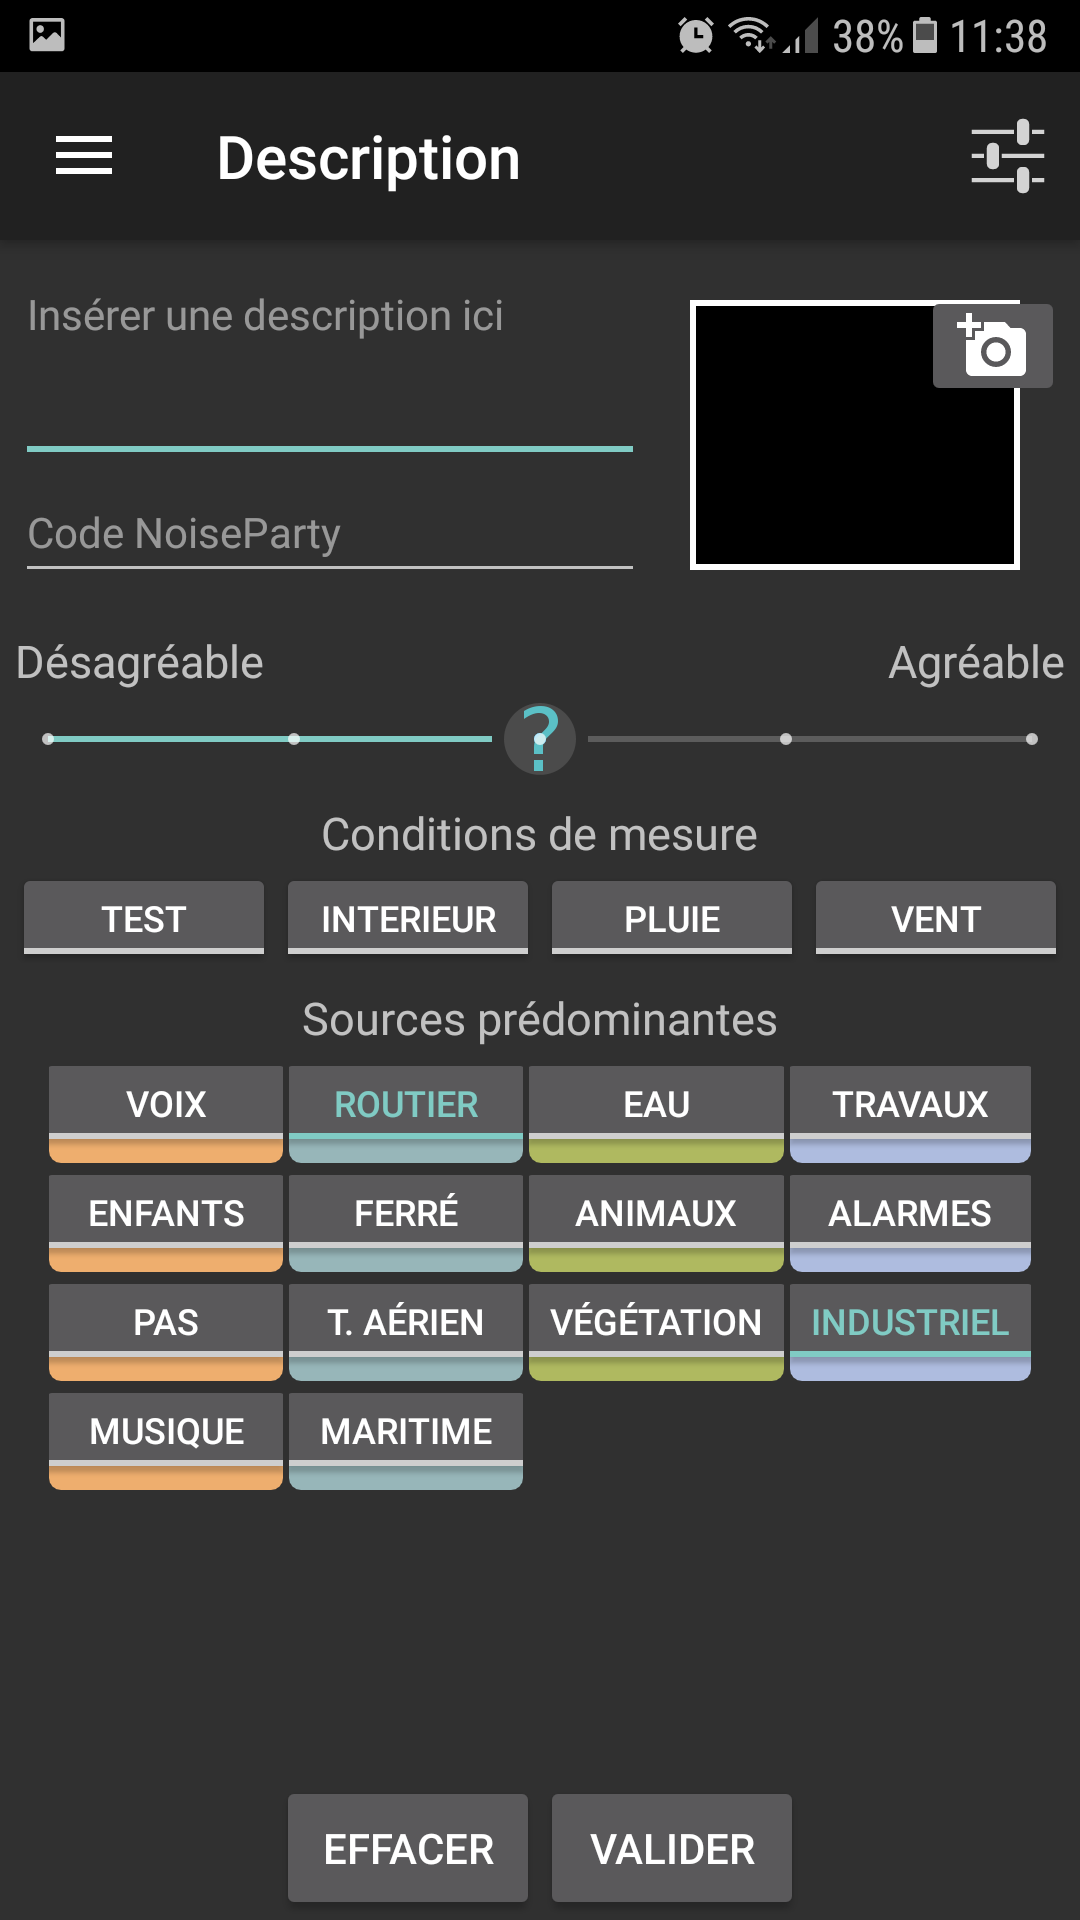 38% 11:38
Description
Insérer une description ici
Code NoiseParty
Désagréable Agréable
?
Conditions de mesure
TEST INTERIEUR PLUIE VENT
Sources prédominantes
VOIX ROUTIER EAU TRAVAUX
ENFANTS FERRÉ ANIMAUX ALARMES
PAS T. AÉRIEN VÉGÉTATION INDUSTRIEL
MUSIQUE MARITIME
EFFACER VALIDER